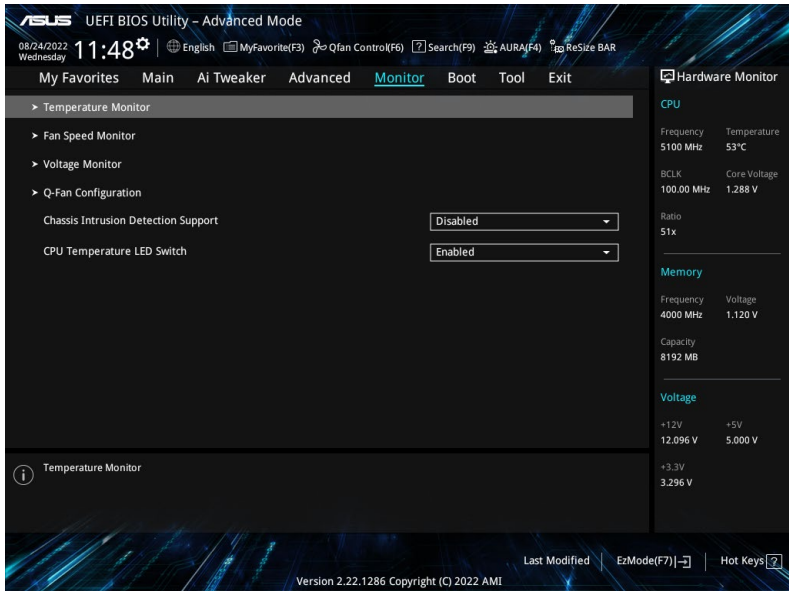 ASUS UEFI BIOS Utility – Advanced Mode
08/24/2022 Wednesday 11:48 English MyFavorite(F3) Qfan Control(F6) ? Search(F9) AURA(F4) ReSize BAR
My Favorites Main Ai Tweaker Advanced Monitor Boot Tool Exit
> Temperature Monitor
> Fan Speed Monitor
> Voltage Monitor
> Q-Fan Configuration
Chassis Intrusion Detection Support Disabled
CPU Temperature LED Switch Enabled
Temperature Monitor
Hardware Monitor
CPU
Frequency Temperature
5100 MHz 53°C
BCLK Core Voltage
100.00 MHz 1.288 V
Ratio
51x
Memory
Frequency Voltage
4000 MHz 1.120 V
Capacity
8192 MB
Voltage
+12V +5V
12.096 V 5.000 V
+3.3V
3.296 V
Last Modified EzMode(F7) Hot Keys ?
Version 2.22.1286 Copyright (C) 2022 AMI